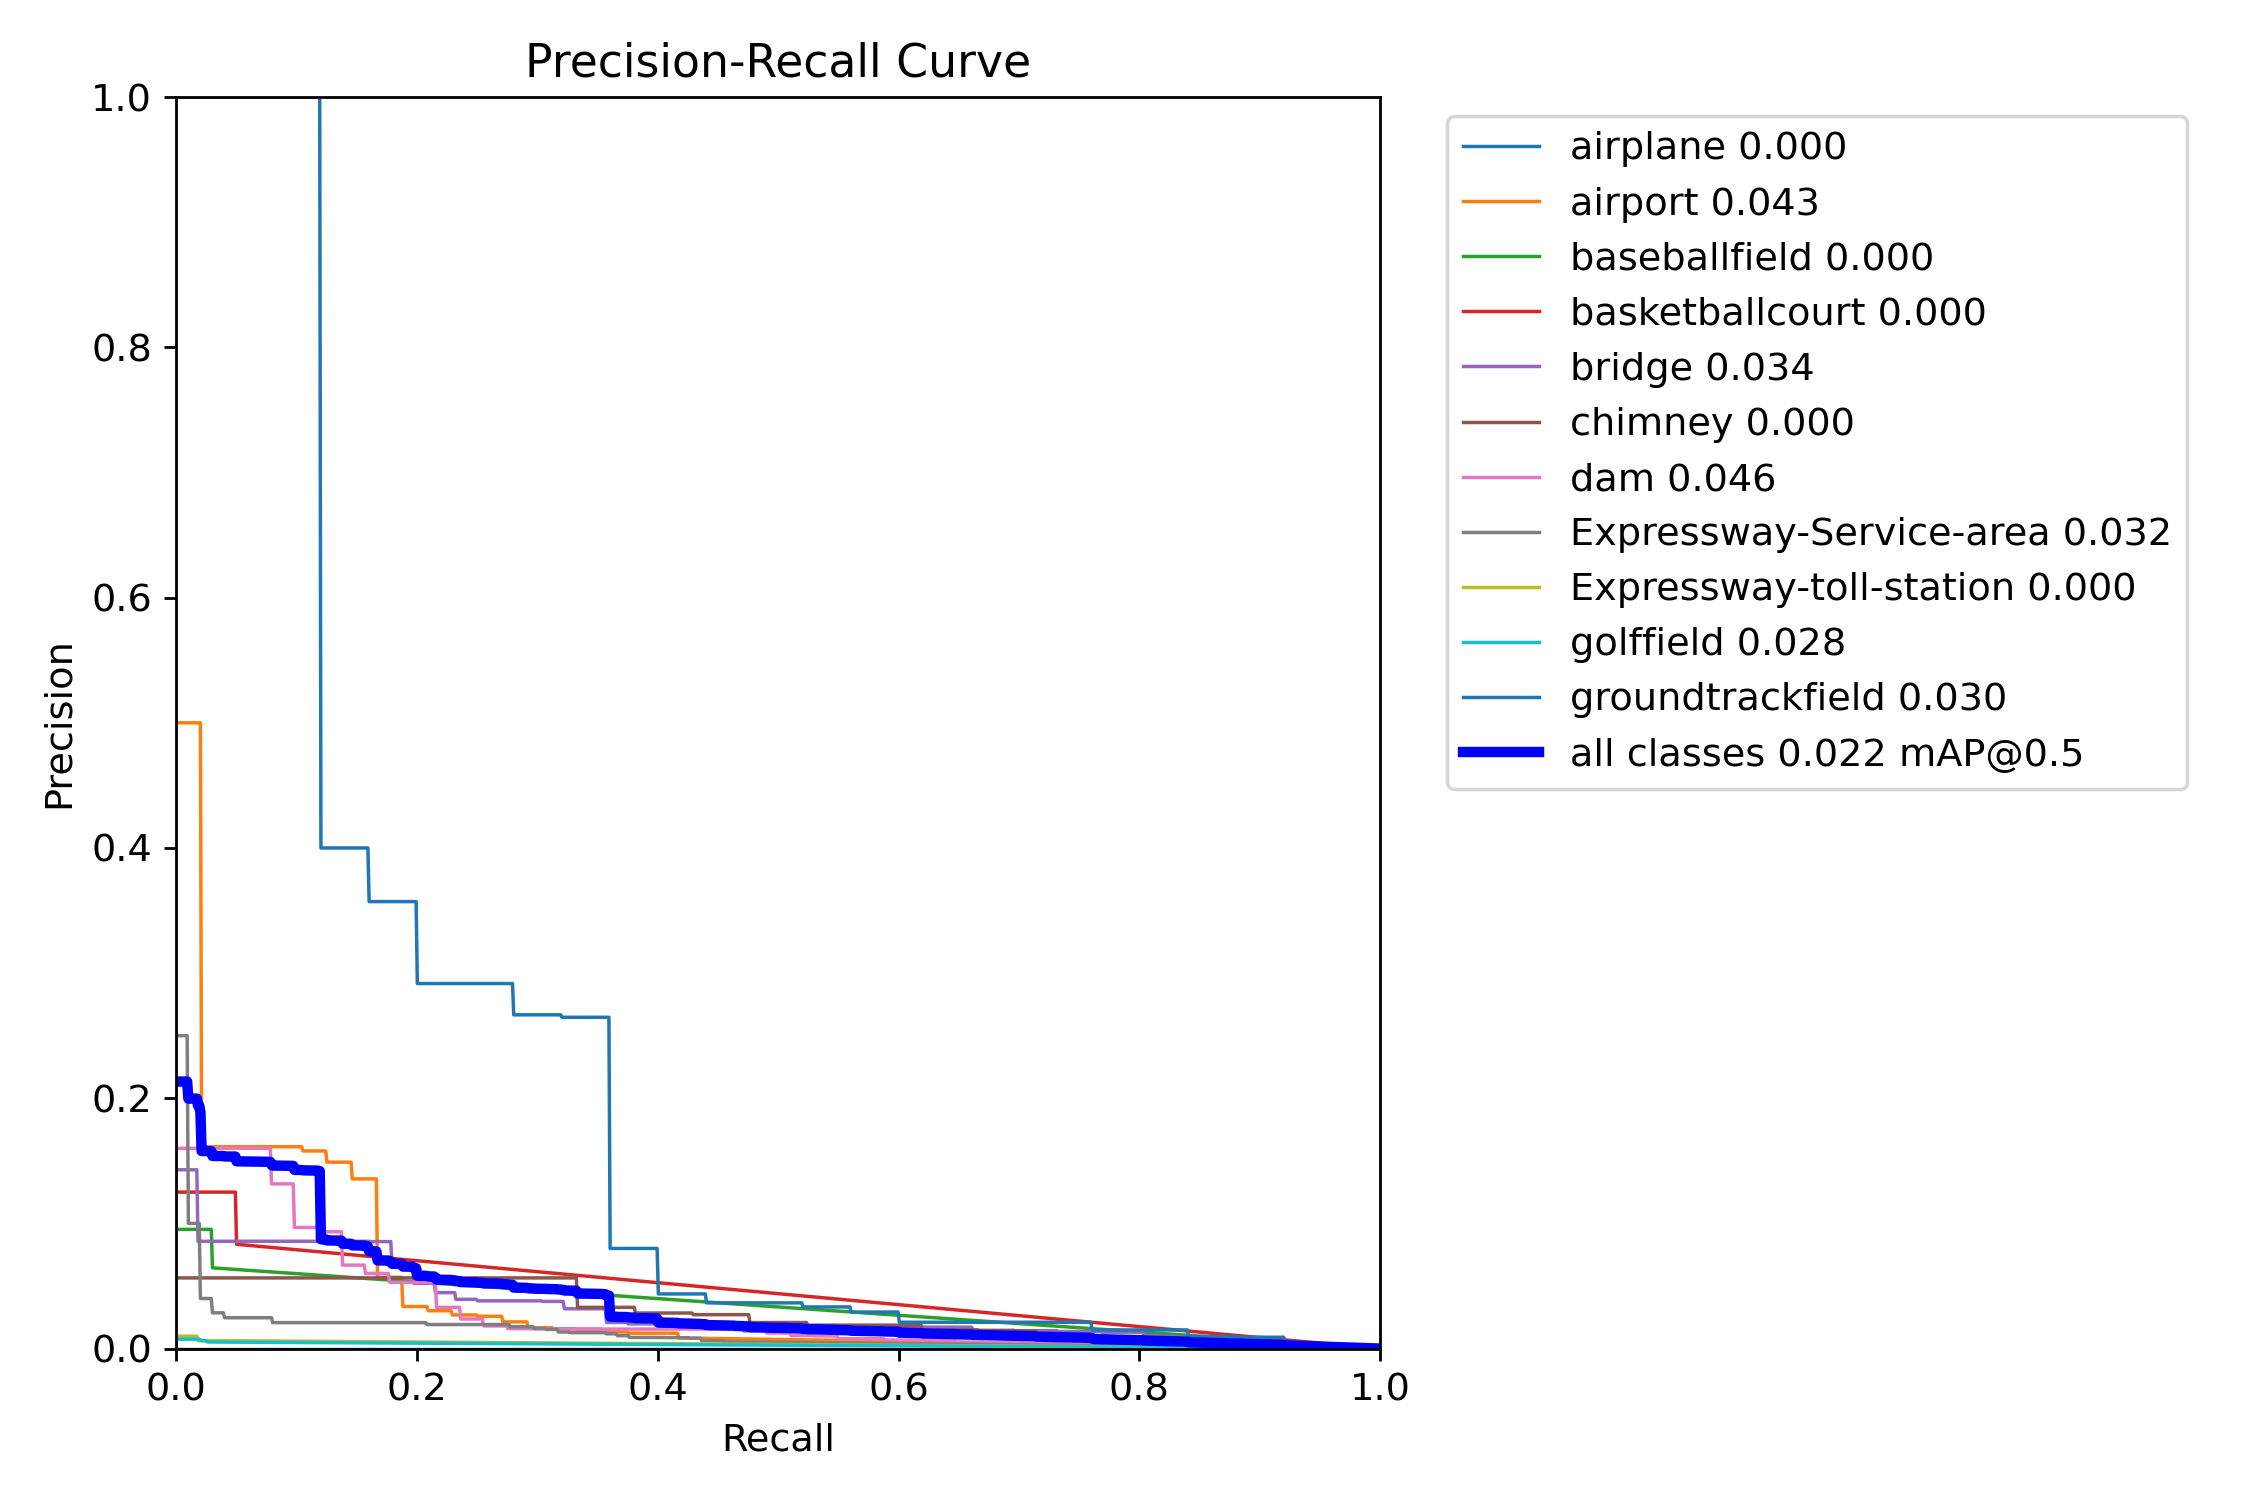 Precision-Recall Curve
1.0
0.8
0.6
0.4
0.2
0.0
Precision
0.0 0.2 0.4 0.6 0.8 1.0
Recall
airplane 0.000
airport 0.043
baseballfield 0.000
basketballcourt 0.000
bridge 0.034
chimney 0.000
dam 0.046
Expressway-Service-area 0.032
Expressway-toll-station 0.000
golffield 0.028
groundtrackfield 0.030
all classes 0.022 mAP@0.5